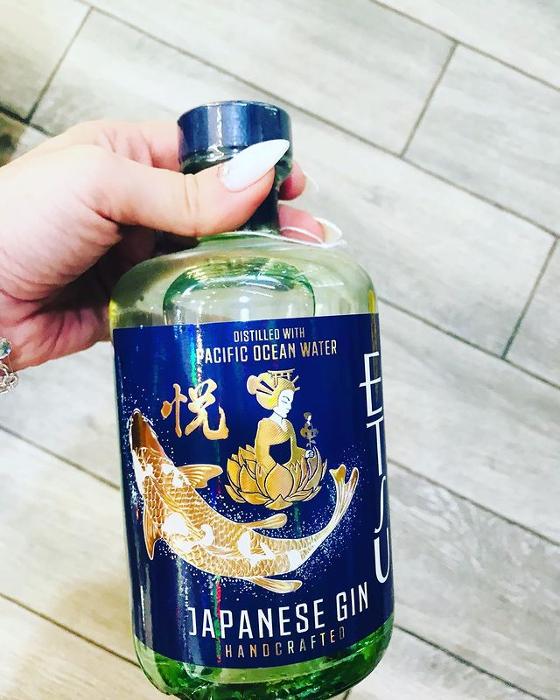 DISTILLED WITH
PACIFIC OCEAN WATER
悦
ETSU
JAPANESE GIN
HANDCRAFTED